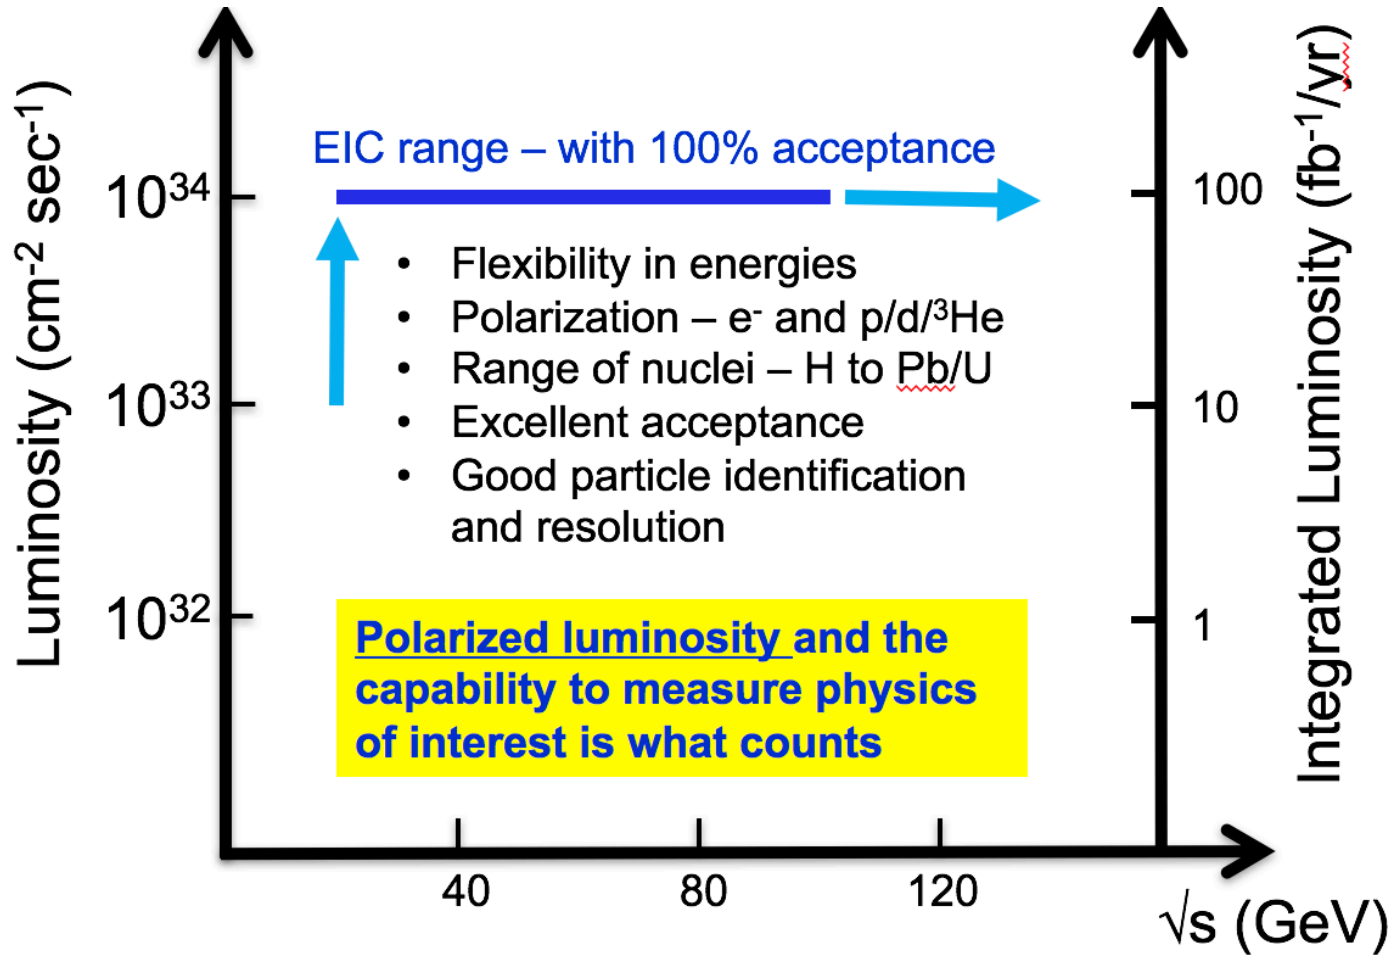 Luminosity (cm⁻² sec⁻¹)
10³⁴
10³³
10³²
EIC range – with 100% acceptance
• Flexibility in energies
• Polarization – e⁻ and p/d/³He
• Range of nuclei – H to Pb/U
• Excellent acceptance
• Good particle identification
and resolution
Polarized luminosity and the
capability to measure physics
of interest is what counts
100
10
1
Integrated Luminosity (fb⁻¹/yr)
40
80
120
√s (GeV)